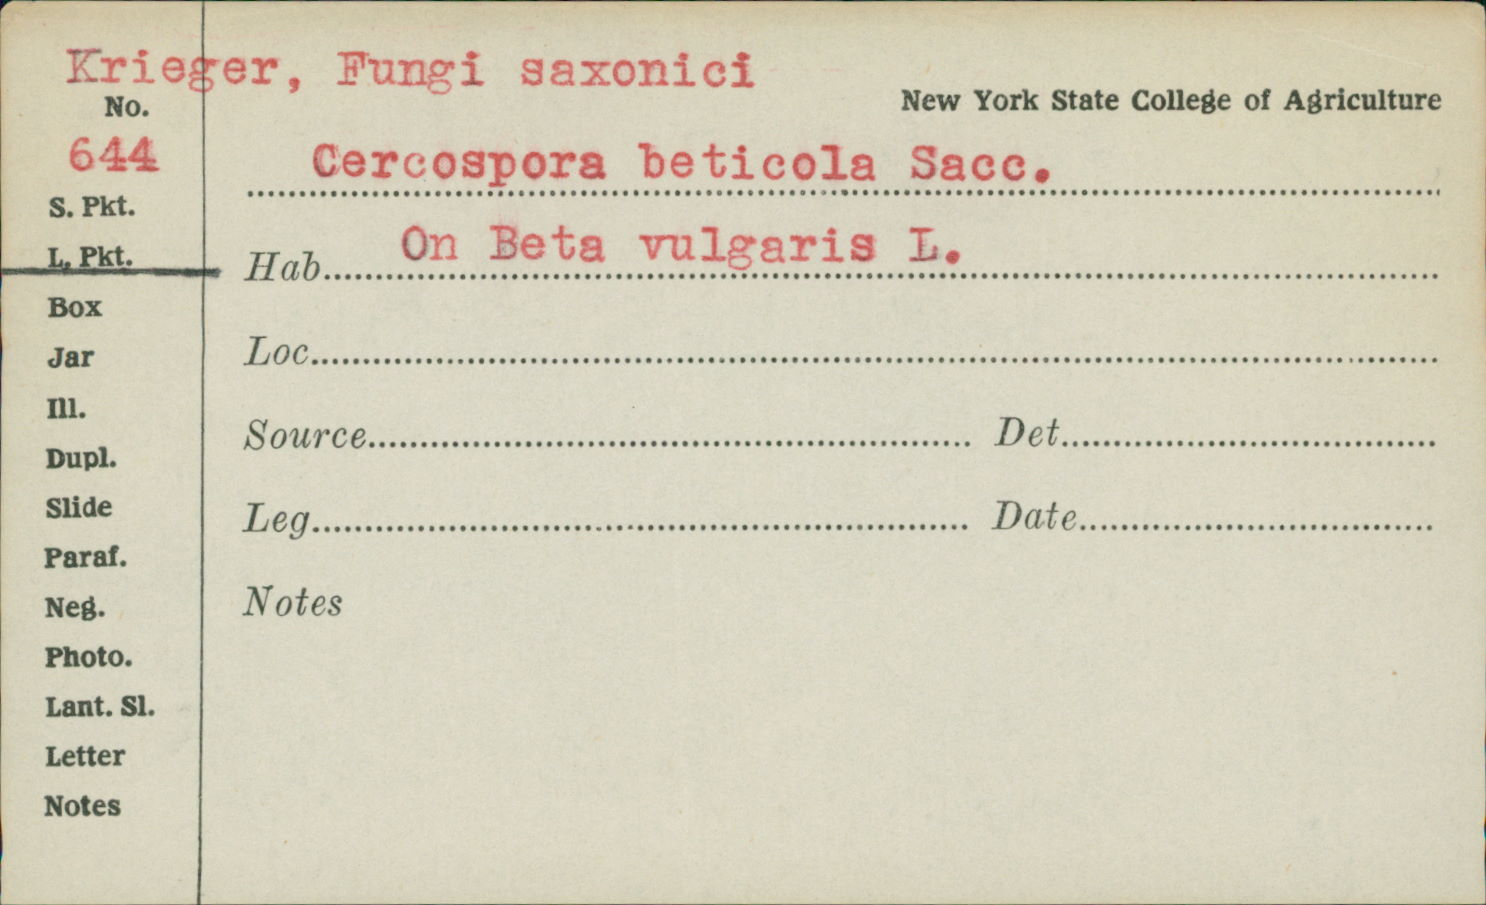 Krieger, Fungi saxonici
New York State College of Agriculture
No.
644
Cercospora beticola Sacc.
S. Pkt.
L. Pkt.
Hab. On Beta vulgaris L.
Box
Jar
Loc.
Ill.
Source Det.
Dupl.
Slide
Leg. Date
Paraf.
Neg.
Notes
Photo.
Lant. Sl.
Letter
Notes